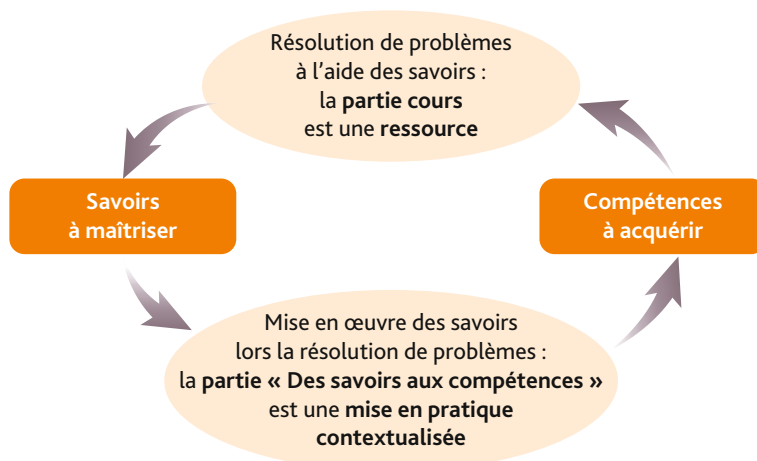 Résolution de problèmes
à l'aide des savoirs :
la partie cours
est une ressource
Savoirs
à maîtriser
Compétences
à acquérir
Mise en œuvre des savoirs
lors la résolution de problèmes :
la partie « Des savoirs aux compétences »
est une mise en pratique
contextualisée